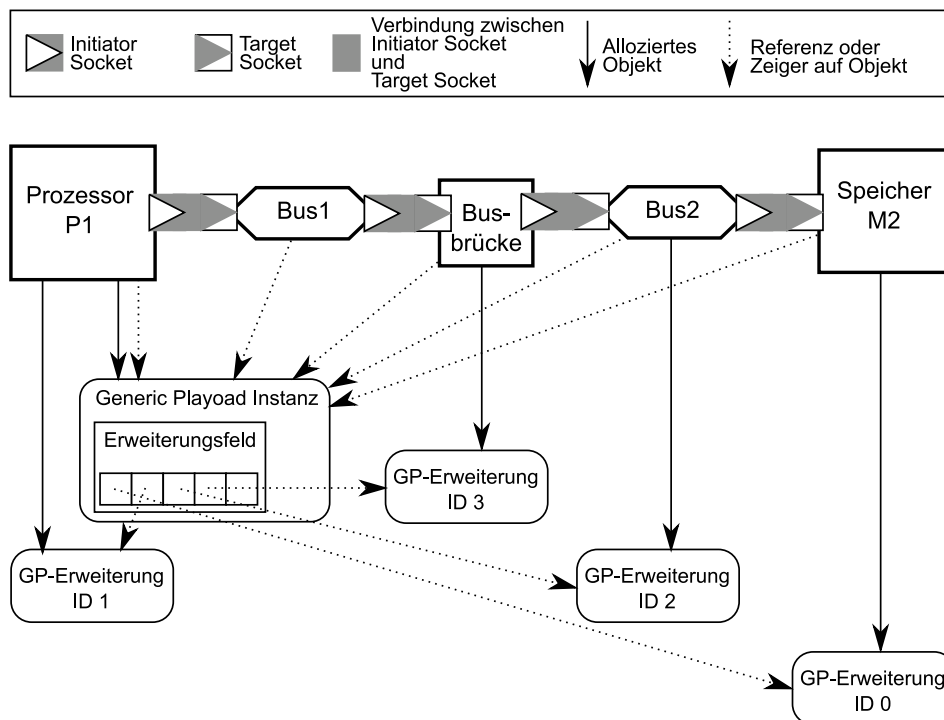 Initiator
Socket
Target
Socket
Verbindung zwischen
Initiator Socket
und
Target Socket
Alloziertes
Objekt
Referenz oder
Zeiger auf Objekt
Prozessor
P1
Bus1
Bus-
brücke
Bus2
Speicher
M2
Generic Playoad Instanz
Erweiterungsfeld
GP-Erweiterung
ID 3
GP-Erweiterung
ID 1
GP-Erweiterung
ID 2
GP-Erweiterung
ID 0